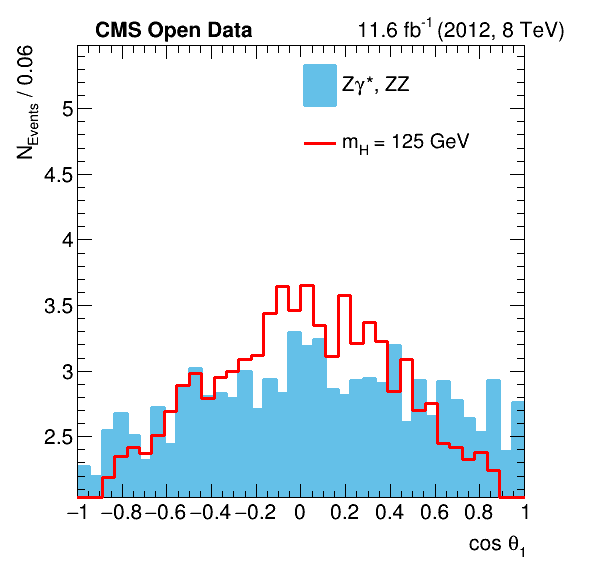 CMS Open Data 11.6 fb⁻¹ (2012, 8 TeV)
N_Events / 0.06
Zγ*, ZZ
m_H = 125 GeV
5
4.5
4
3.5
3
2.5
−1 −0.8 −0.6 −0.4 −0.2 0 0.2 0.4 0.6 0.8 1
cos θ₁